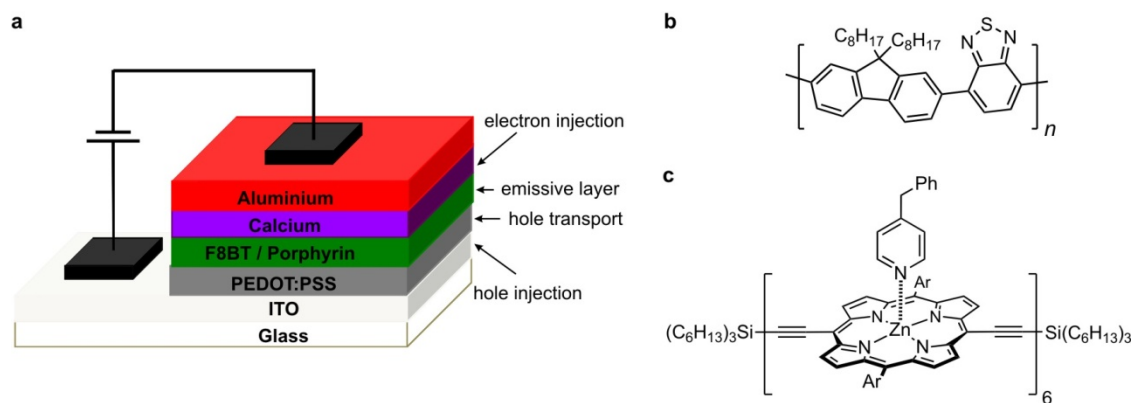 a
electron injection
emissive layer
hole transport
hole injection
Aluminium
Calcium
F8BT / Porphyrin
PEDOT:PSS
ITO
Glass
b
C8H17 C8H17
S
N N
n
c
Ph
N
Ar
N N
Zn
N N
(C6H13)3Si
Si(C6H13)3
Ar
6